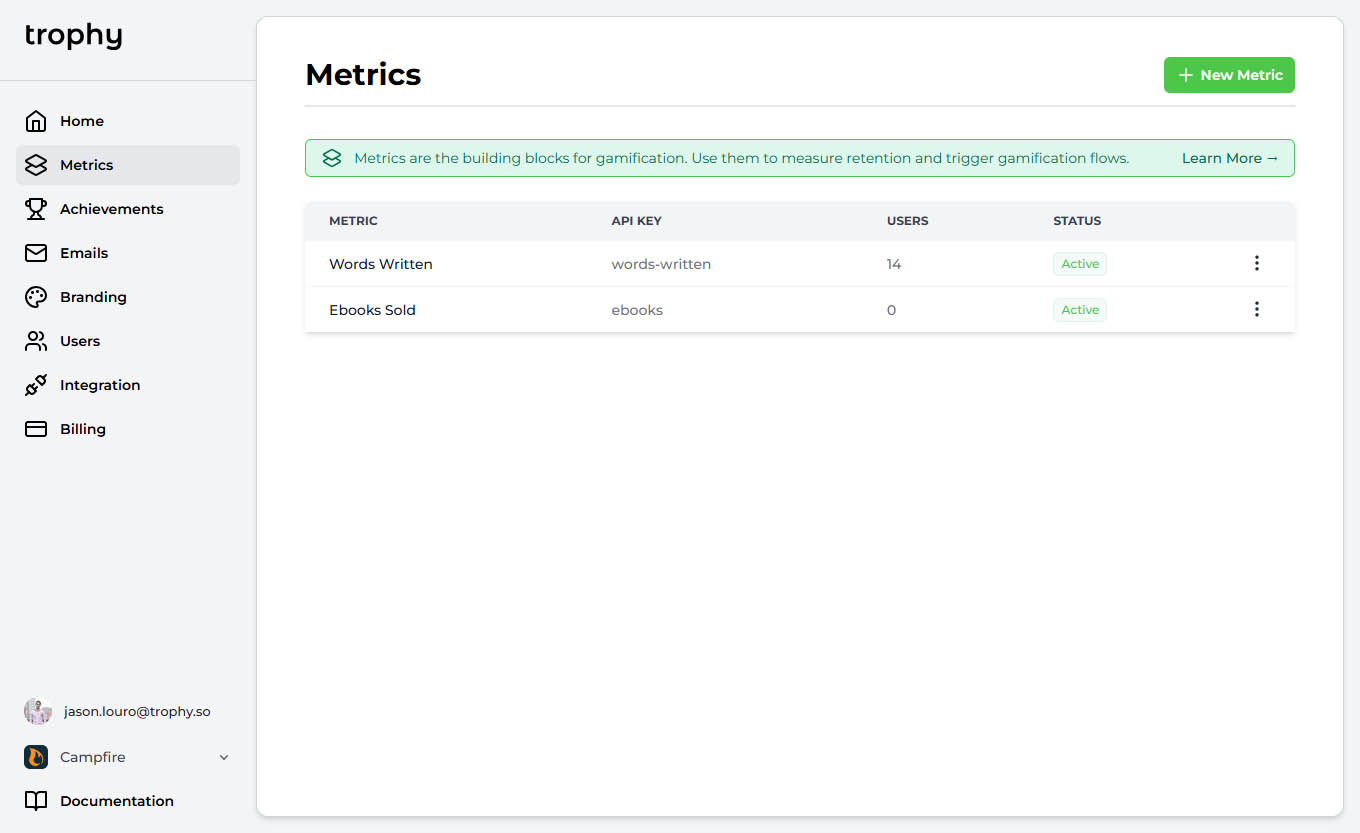 trophy
Home
Metrics
Achievements
Emails
Branding
Users
Integration
Billing
jason.louro@trophy.so
Campfire
Documentation
Metrics
New Metric
Metrics are the building blocks for gamification. Use them to measure retention and trigger gamification flows. Learn More →
METRIC API KEY USERS STATUS
Words Written words-written 14 Active
Ebooks Sold ebooks 0 Active